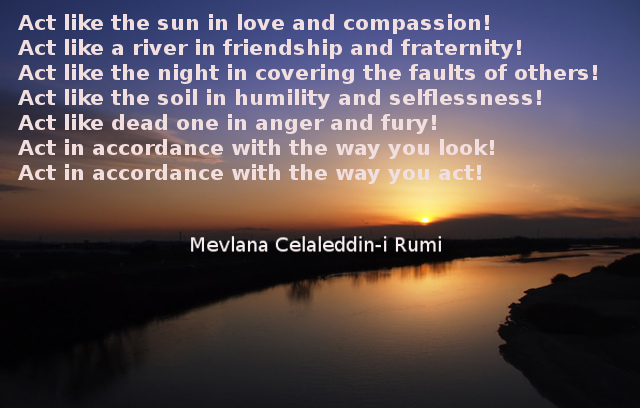 Act like the sun in love and compassion!
Act like a river in friendship and fraternity!
Act like the night in covering the faults of others!
Act like the soil in humility and selflessness!
Act like dead one in anger and fury!
Act in accordance with the way you look!
Act in accordance with the way you act!
Mevlana Celaleddin-i Rumi